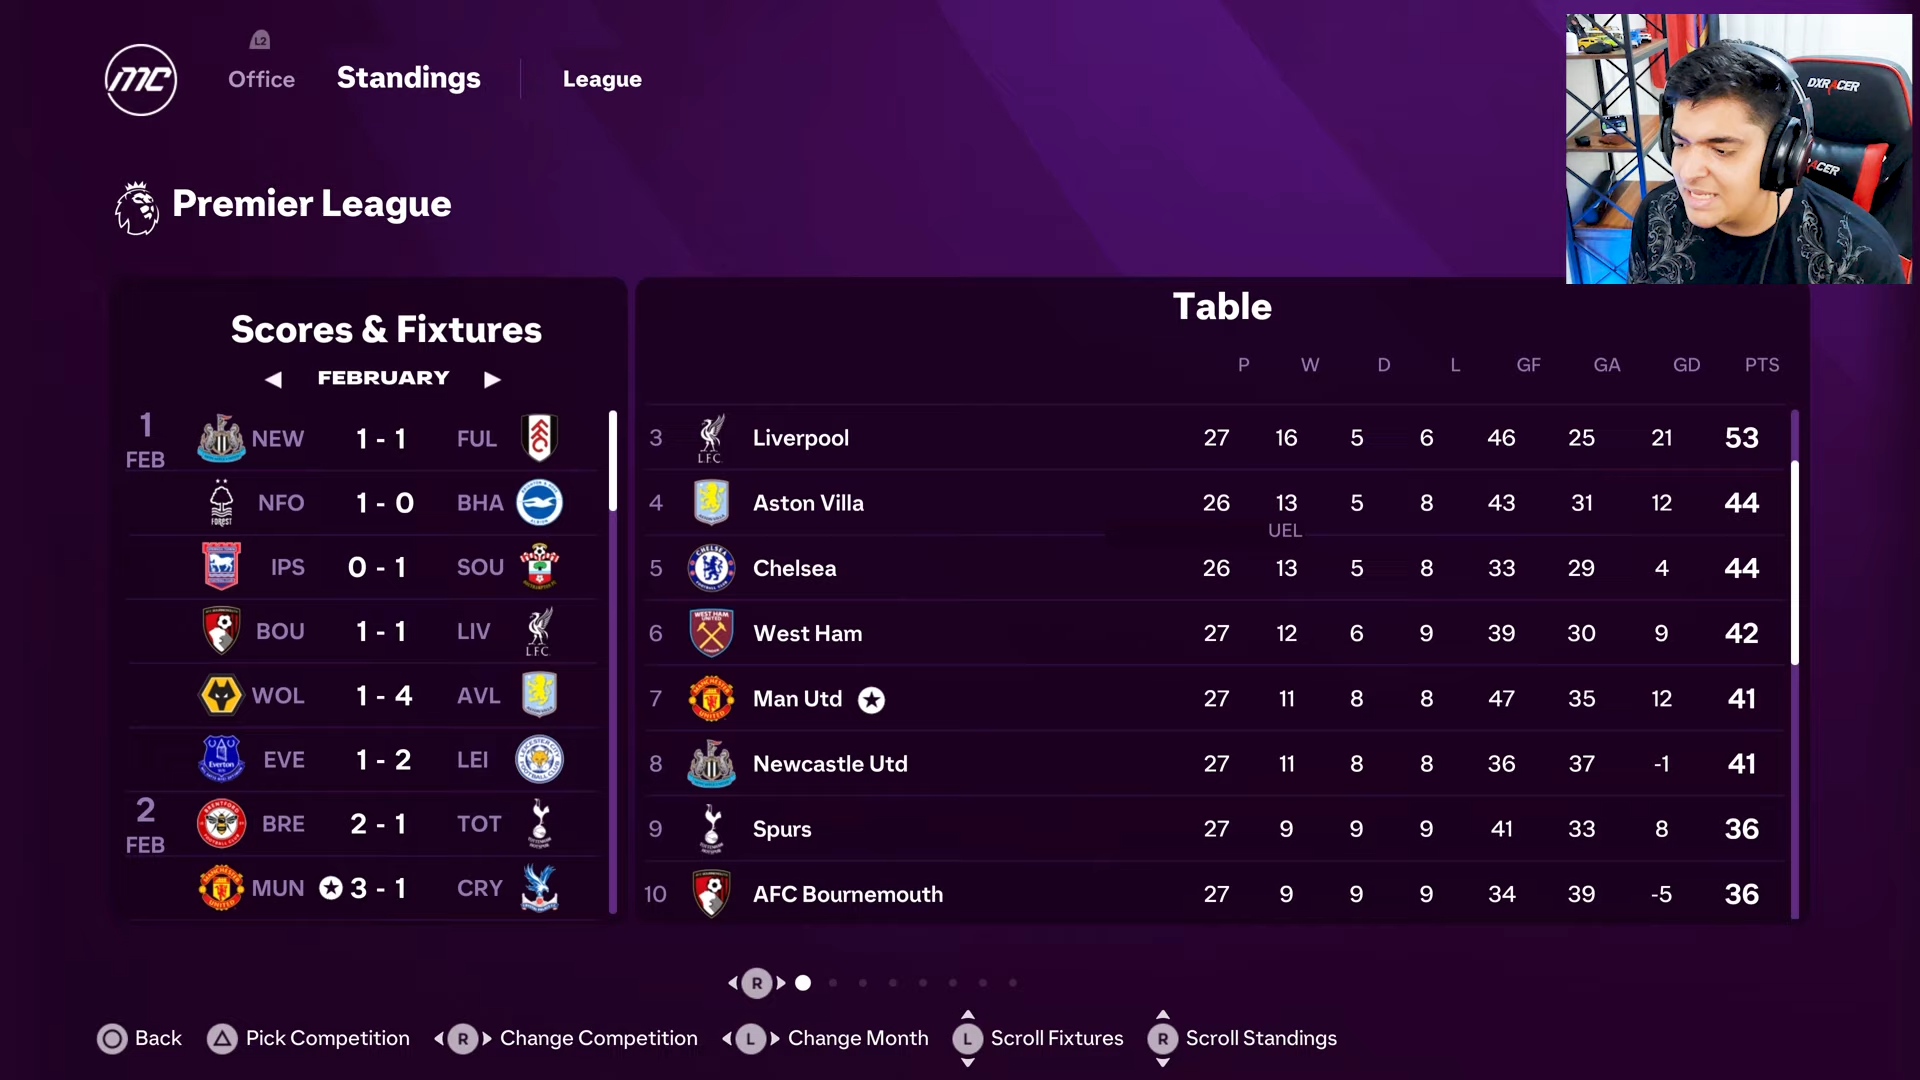 L2
MC Office Standings League
Premier League
Scores & Fixtures
FEBRUARY
1 FEB NEW 1 - 1 FUL
NFO 1 - 0 BHA
FOREST
IPS 0 - 1 SOU
BOU 1 - 1 LIV
L.F.C.
WOL 1 - 4 AVL
EVE 1 - 2 LEI
Everton
2 FEB BRE 2 - 1 TOT
MUN 3 - 1 CRY
Table
P W D L GF GA GD PTS
3 Liverpool 27 16 5 6 46 25 21 53
L.F.C.
4 Aston Villa 26 13 5 8 43 31 12 44
UEL
5 Chelsea 26 13 5 8 33 29 4 44
6 West Ham 27 12 6 9 39 30 9 42
7 Man Utd 27 11 8 8 47 35 12 41
8 Newcastle Utd 27 11 8 8 36 37 -1 41
9 Spurs 27 9 9 9 41 33 8 36
10 AFC Bournemouth 27 9 9 9 34 39 -5 36
R
Back Pick Competition R Change Competition L Change Month L Scroll Fixtures R Scroll Standings
DXRACER
RACER